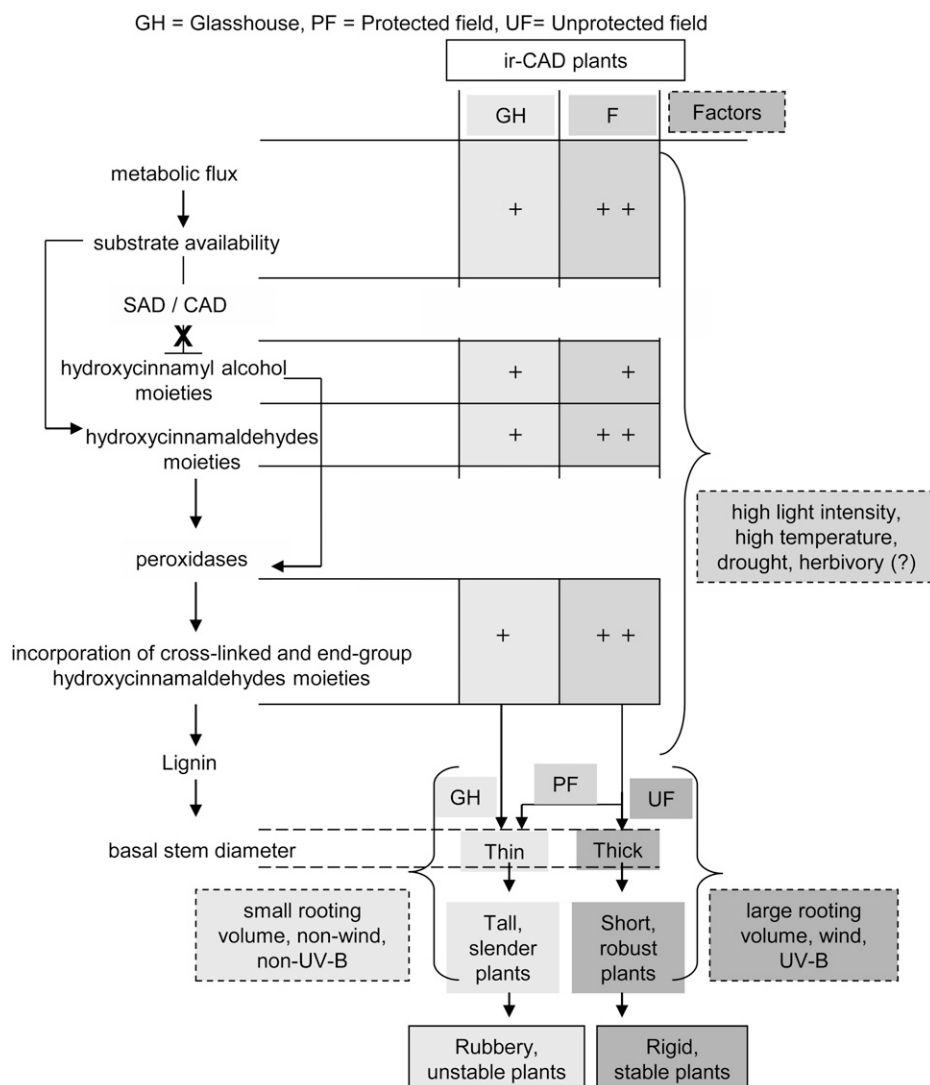 GH = Glasshouse, PF = Protected field, UF= Unprotected field
ir-CAD plants
GH
F
Factors
metabolic flux
+
+ +
substrate availability
SAD / CAD
X
hydroxycinnamyl alcohol
moieties
+
+
hydroxycinnamaldehydes
moieties
+
+ +
high light intensity,
high temperature,
drought, herbivory (?)
peroxidases
+
+ +
incorporation of cross-linked and end-group
hydroxycinnamaldehydes moieties
Lignin
GH
PF
UF
basal stem diameter
Thin
Thick
small rooting
volume, non-wind,
non-UV-B
Tall,
slender
plants
Short,
robust
plants
large rooting
volume, wind,
UV-B
Rubbery,
unstable plants
Rigid,
stable plants